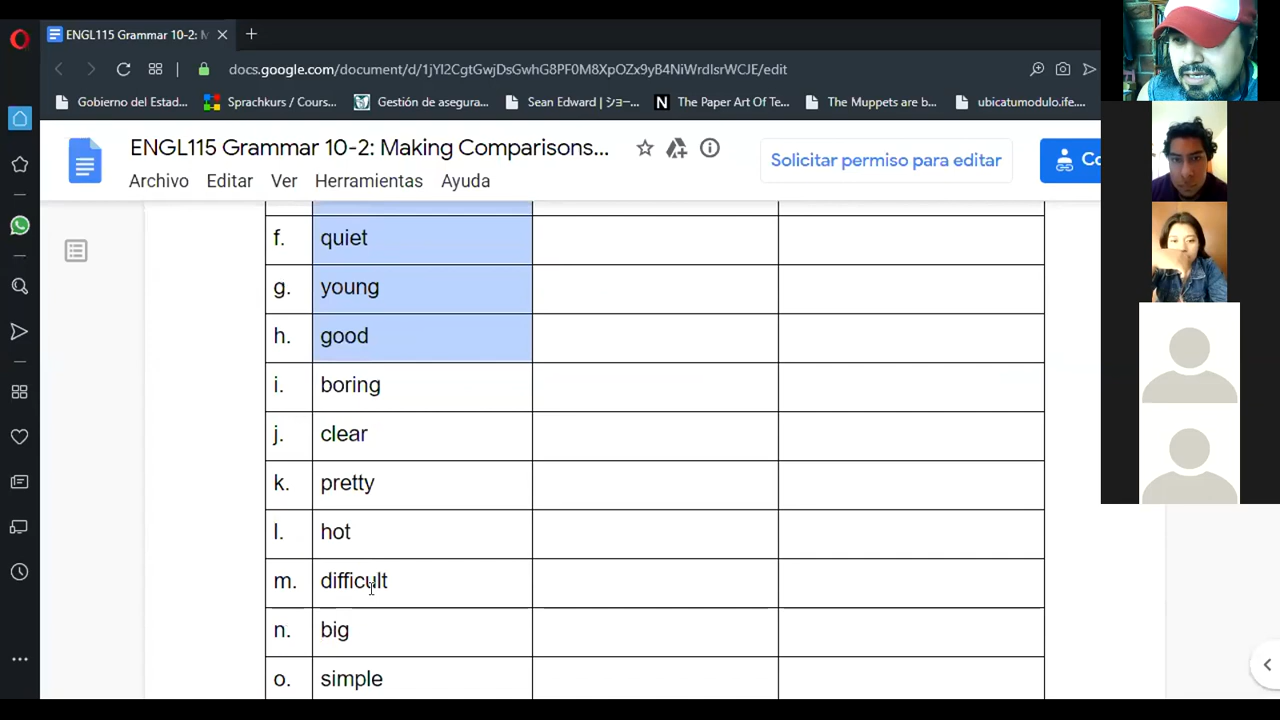 ENGL115 Grammar 10-2: M
docs.google.com/document/d/1jYl2CgtGwjDsGwhG8PF0M8XpOZx9yB4NiWrdlsrWCJE/edit
Gobierno del Estad... Sprachkurs / Cours... Gestión de asegura... Sean Edward | ショー... The Paper Art Of Te... The Muppets are b... ubicatumodulo.ife....
ENGL115 Grammar 10-2: Making Comparisons...
Solicitar permiso para editar
Co
Archivo Editar Ver Herramientas Ayuda
f. quiet
g. young
h. good
i. boring
j. clear
k. pretty
l. hot
m. difficult
n. big
o. simple